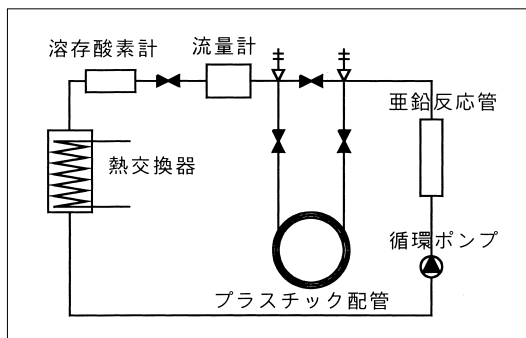 溶存酸素計
流量計
亜鉛反応管
熱交換器
循環ポンプ
プラスチック配管